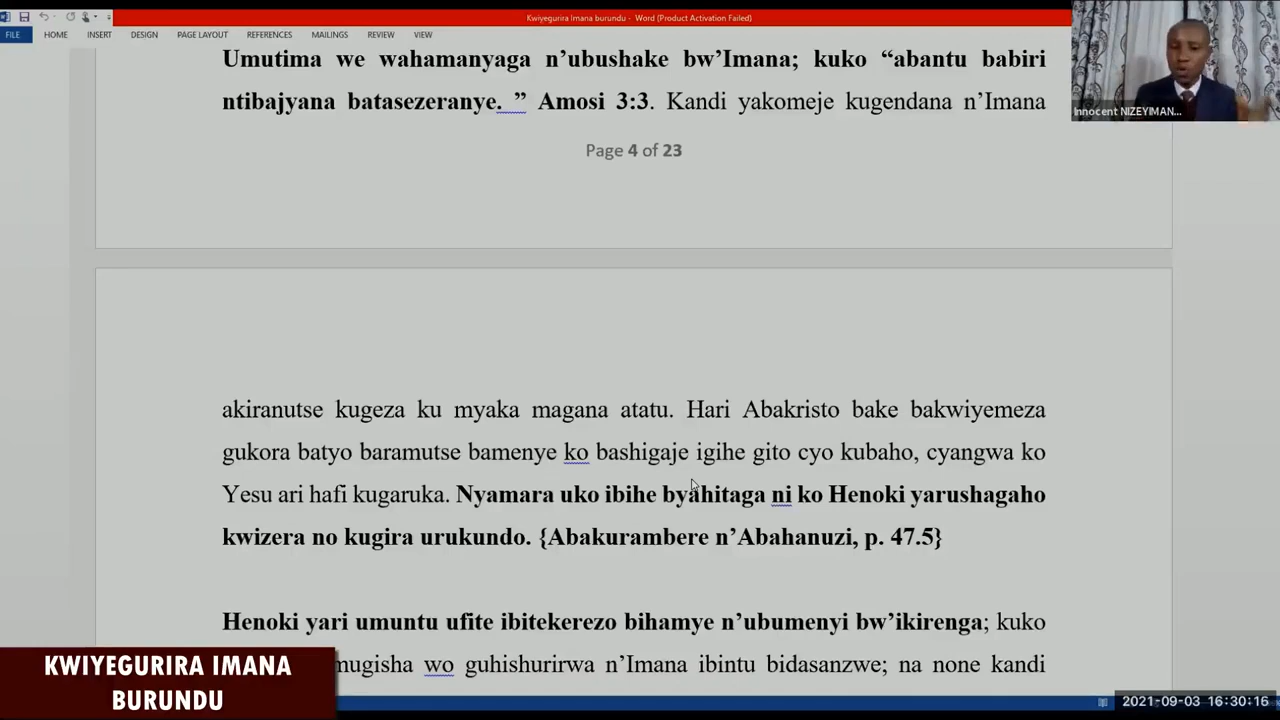 Kwiyegurira Imana burundu - Word (Product Activation Failed)
FILE HOME INSERT DESIGN PAGE LAYOUT REFERENCES MAILINGS REVIEW VIEW
Umutima we wahamanyaga n’ubushake bw’Imana; kuko “abantu babiri
ntibajyana batasezeranye. ” Amosi 3:3. Kandi yakomeje kugendana n’Imana
Innocent NIZEYIMAN...
Page 4 of 23
akiranutse kugeza ku myaka magana atatu. Hari Abakristo bake bakwiyemeza
gukora batyo baramutse bamenye ko bashigaje igihe gito cyo kubaho, cyangwa ko
Yesu ari hafi kugaruka. Nyamara uko ibihe byahitaga ni ko Henoki yarushagaho
kwizera no kugira urukundo. {Abakurambere n’Abahanuzi, p. 47.5}
Henoki yari umuntu ufite ibitekerezo bihamye n’ubumenyi bw’ikirenga; kuko
mugisha wo guhishurirwa n’Imana ibintu bidasanzwe; na none kandi
KWIYEGURIRA IMANA
BURUNDU
2021-09-03 16:30:16